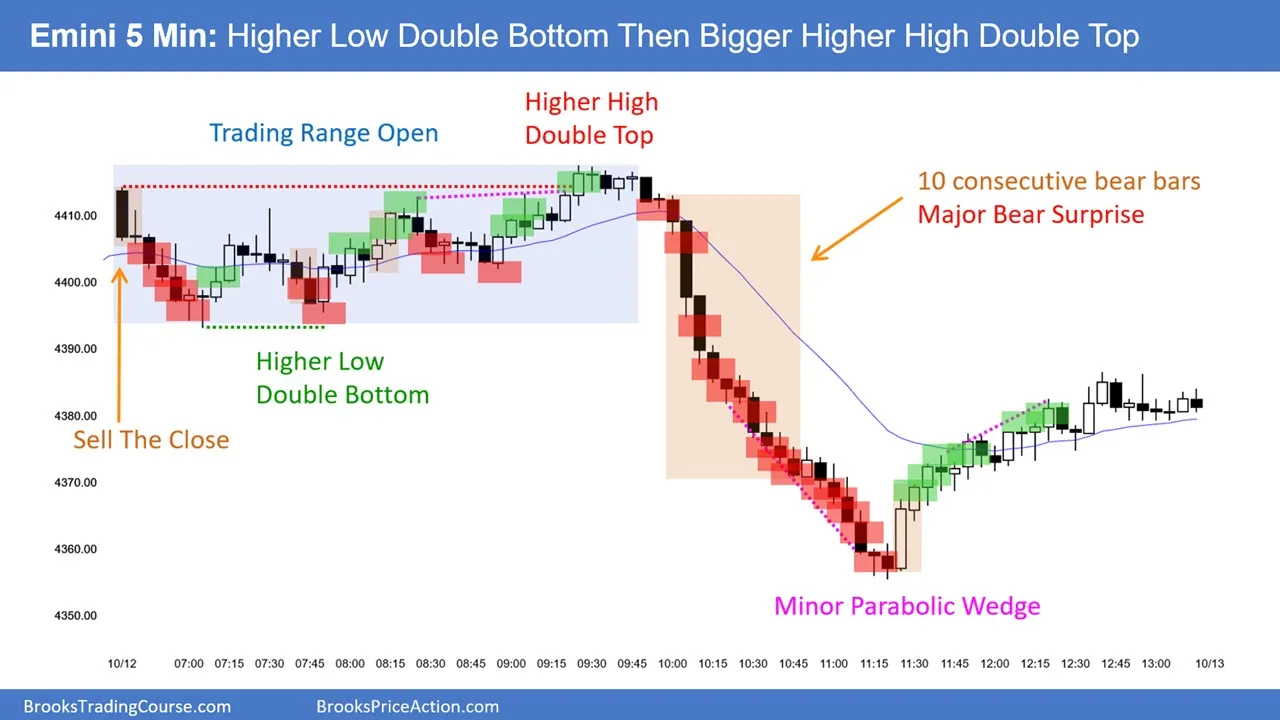 Emini 5 Min: Higher Low Double Bottom Then Bigger Higher High Double Top
Higher High
Double Top
Trading Range Open
10 consecutive bear bars
Major Bear Surprise
4410.00
4400.00
4390.00
4380.00
4370.00
4360.00
4350.00
Higher Low
Double Bottom
Sell The Close
Minor Parabolic Wedge
10/12 07:00 07:15 07:30 07:45 08:00 08:15 08:30 08:45 09:00 09:15 09:30 09:45 10:00 10:15 10:30 10:45 11:00 11:15 11:30 11:45 12:00 12:15 12:30 12:45 13:00 10/13
BrooksTradingCourse.com BrooksPriceAction.com